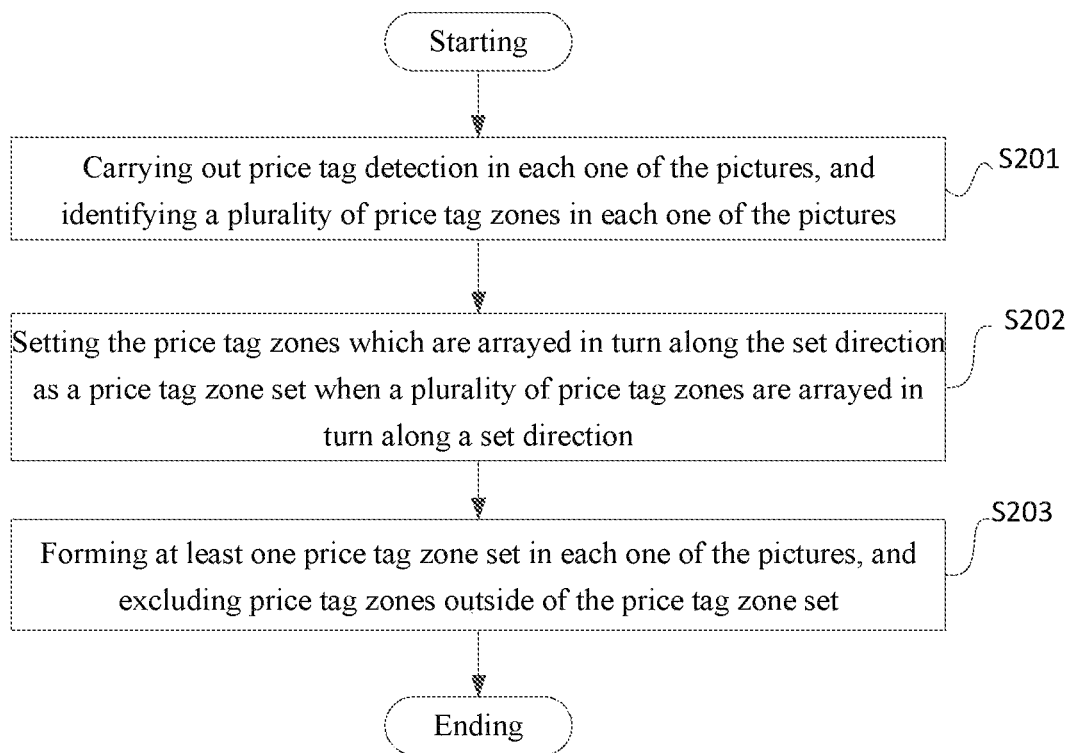 Starting
Carrying out price tag detection in each one of the pictures, and
identifying a plurality of price tag zones in each one of the pictures
S201
Setting the price tag zones which are arrayed in turn along the set direction
as a price tag zone set when a plurality of price tag zones are arrayed in
turn along a set direction
S202
Forming at least one price tag zone set in each one of the pictures, and
excluding price tag zones outside of the price tag zone set
S203
Ending